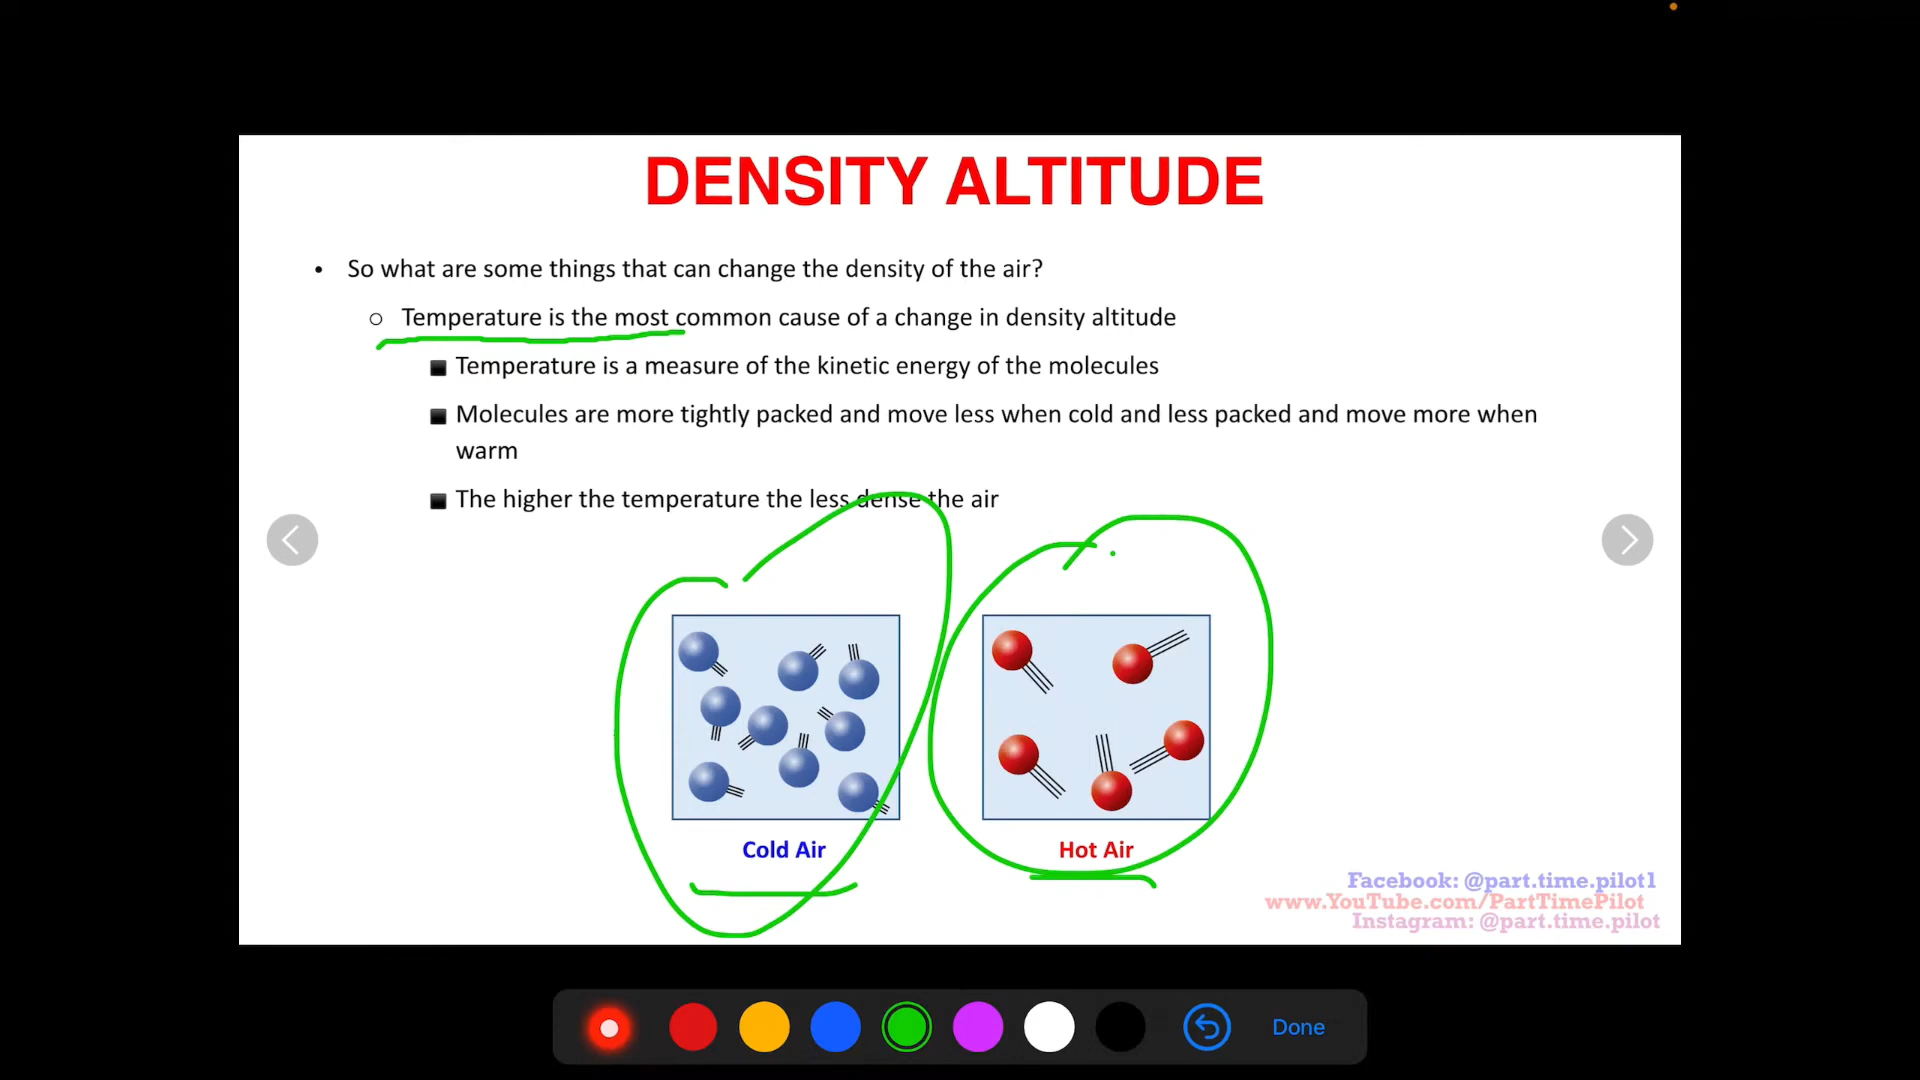 DENSITY ALTITUDE
• So what are some things that can change the density of the air?
○ Temperature is the most common cause of a change in density altitude
■ Temperature is a measure of the kinetic energy of the molecules
■ Molecules are more tightly packed and move less when cold and less packed and move more when
warm
■ The higher the temperature the less dense the air
Cold Air
Hot Air
Facebook: @part.time.pilot1
www.YouTube.com/PartTimePilot
Instagram: @part.time.pilot
Done